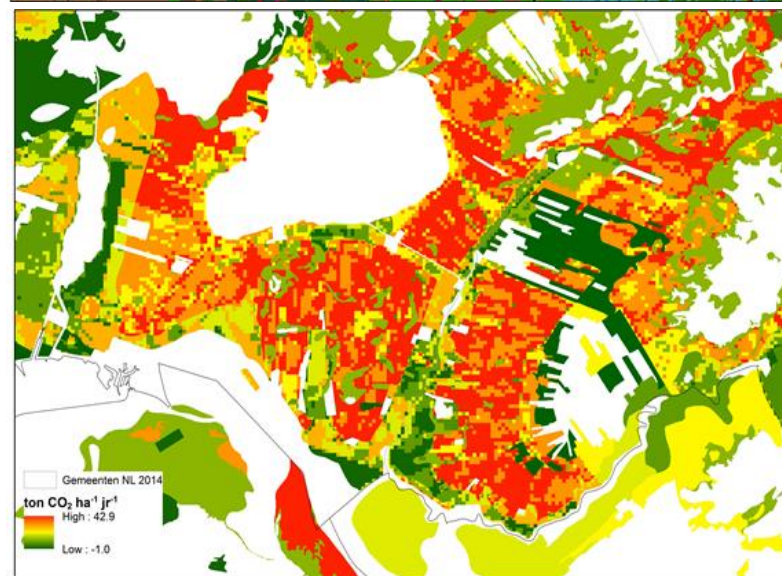 Gemeenten NL 2014
ton CO₂ ha⁻¹ jr⁻¹
High : 42.9
Low : -1.0